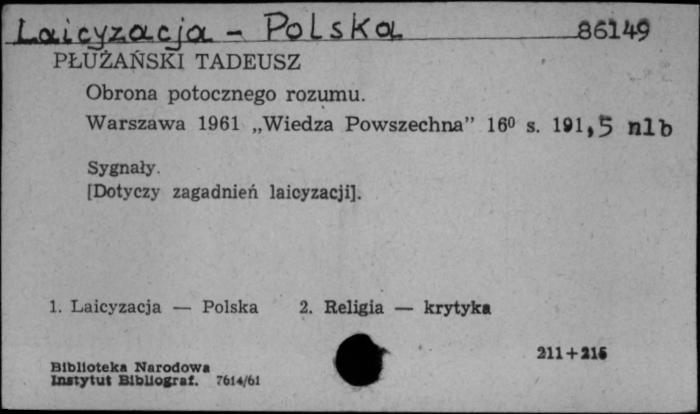 Laicyzacja - Polska 86149
PŁUŻAŃSKI TADEUSZ
Obrona potocznego rozumu.
Warszawa 1961 „Wiedza Powszechna” 16⁰ s. 191, 5 nlb
Sygnały.
[Dotyczy zagadnień laicyzacji].
1. Laicyzacja — Polska 2. Religia — krytyka
211+215
Biblioteka Narodowa
Instytut Bibliograf. 7614/61